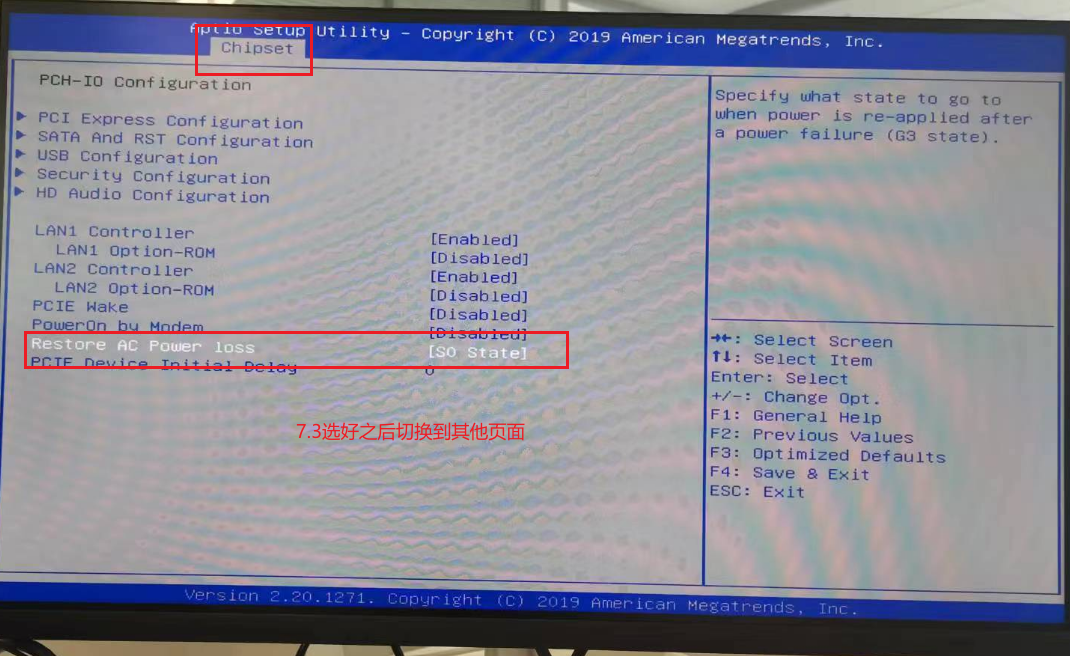 Aptio Setup Utility - Copyright (C) 2019 American Megatrends, Inc.
Chipset
PCH-IO Configuration
PCI Express Configuration
SATA And RST Configuration
USB Configuration
Security Configuration
HD Audio Configuration
LAN1 Controller [Enabled]
LAN1 Option-ROM [Disabled]
LAN2 Controller [Enabled]
LAN2 Option-ROM [Disabled]
PCIE Wake [Disabled]
PowerOn by Modem [Disabled]
Restore AC Power loss [S0 State]
PCIE Device Initial Delay 0
7.3选好之后切换到其他页面
Specify what state to go to
when power is re-applied after
a power failure (G3 state).
→←: Select Screen
↑↓: Select Item
Enter: Select
+/-: Change Opt.
F1: General Help
F2: Previous Values
F3: Optimized Defaults
F4: Save & Exit
ESC: Exit
Version 2.20.1271. Copyright (C) 2019 American Megatrends, Inc.